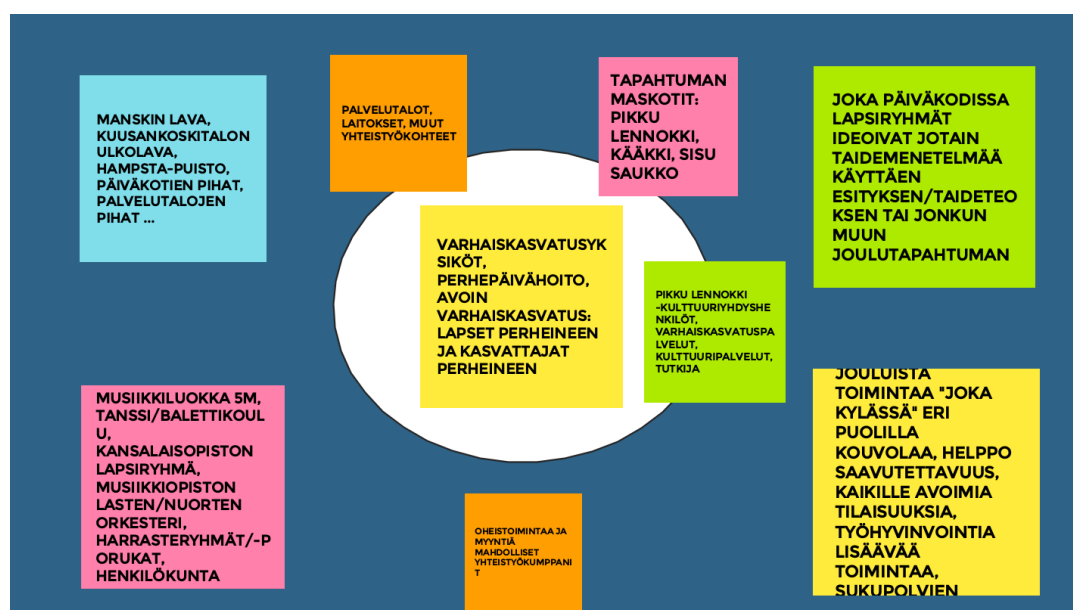 MANSKIN LAVA,
KUUSANKOSKITALON
ULKOLAVA,
HAMPSTA-PUISTO,
PÄIVÄKOTIEN PIHAT,
PALVELUTALOJEN
PIHAT ...
PALVELUTALOT,
LAITOKSET, MUUT
YHTEISTYÖKOHTEET
TAPAHTUMAN
MASKOTIT:
PIKKU
LENNOKKI,
KÄÄKKI, SISU
SAUKKO
JOKA PÄIVÄKODISSA
LAPSIRYHMÄT
IDEOIVAT JOTAIN
TAIDEMENETELMÄÄ
KÄYTTÄEN
ESITYKSEN/TAIDETEO
KSEN TAI JONKUN
MUUN
JOULUTAPAHTUMAN
VARHAISKASVATUSYK
SIKÖT,
PERHEPÄIVÄHOITO,
AVOIN
VARHAISKASVATUS:
LAPSET PERHEINEEN
JA KASVATTAJAT
PERHEINEEN
PIKKU LENNOKKI
-KULTTUURIYHDYSHE
NKILÖT,
VARHAISKASVATUSPA
LVELUT,
KULTTUURIPALVELUT,
TUTKIJA
MUSIIKKILUOKKA 5M,
TANSSI/BALETTIKOUL
U,
KANSALAISOPISTON
LAPSIRYHMÄ,
MUSIIKKIOPISTON
LASTEN/NUORTEN
ORKESTERI,
HARRASTERYHMÄT/-P
ORUKAT,
HENKILÖKUNTA
OHEISTOIMINTAA JA
MYYNTIÄ
MAHDOLLISET
YHTEISTYÖKUMPPANI
T
JOULUISTA
TOIMINTAA "JOKA
KYLÄSSÄ" ERI
PUOLILLA
KOUVOLAA, HELPPO
SAAVUTETTAVUUS,
KAIKILLE AVOIMIA
TILAISUUKSIA,
TYÖHYVINVOINTIA
LISÄÄVÄÄ
TOIMINTAA,
SUKUPOLVIEN